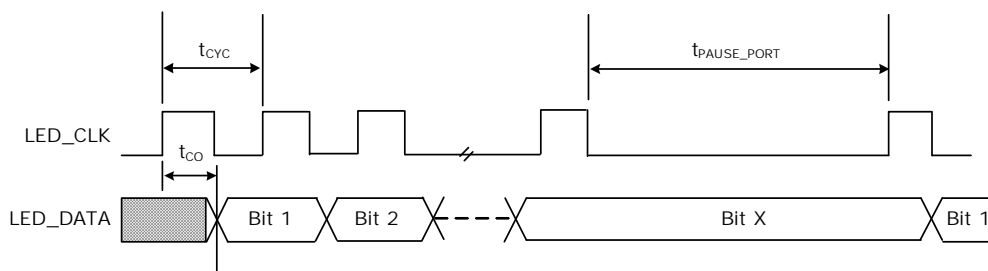 tCYC
tPAUSE_PORT
LED_CLK
tCO
LED_DATA
Bit 1
Bit 2
Bit X
Bit 1